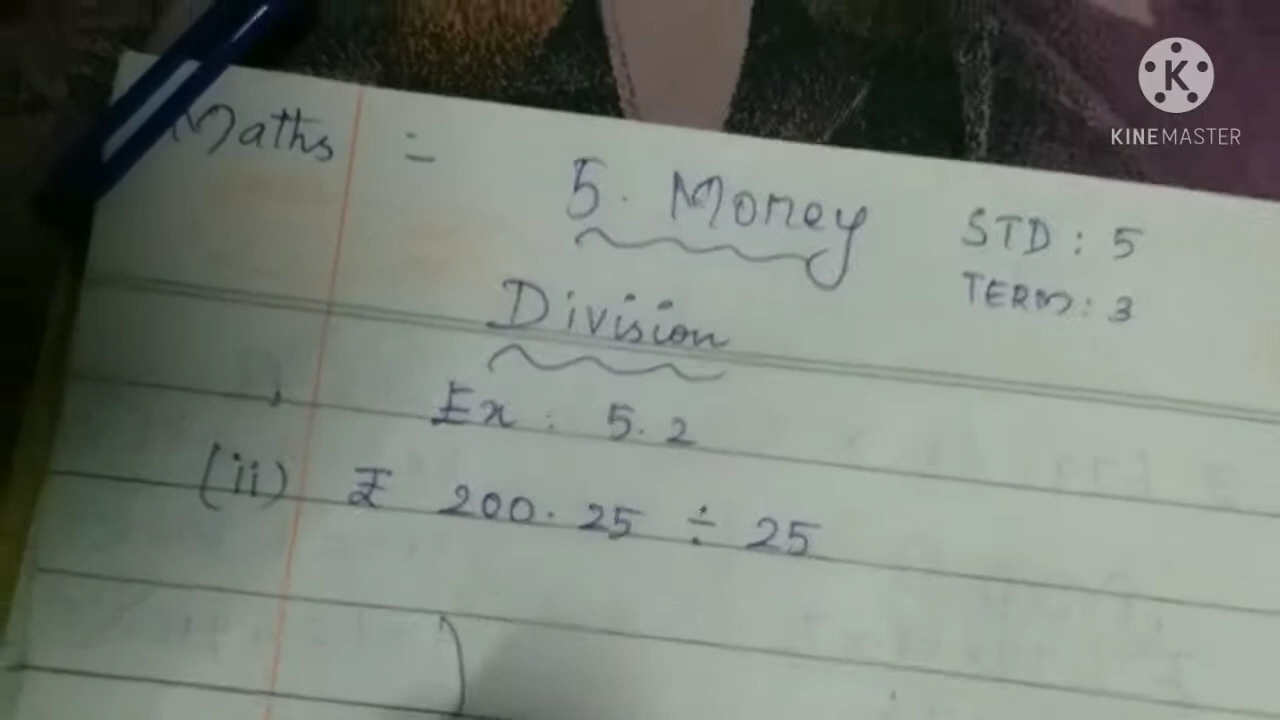 Maths :-
5. Money
STD : 5
TERM : 3
Division
Ex : 5.2
(ii) ₹ 200.25 ÷ 25
KINEMASTER